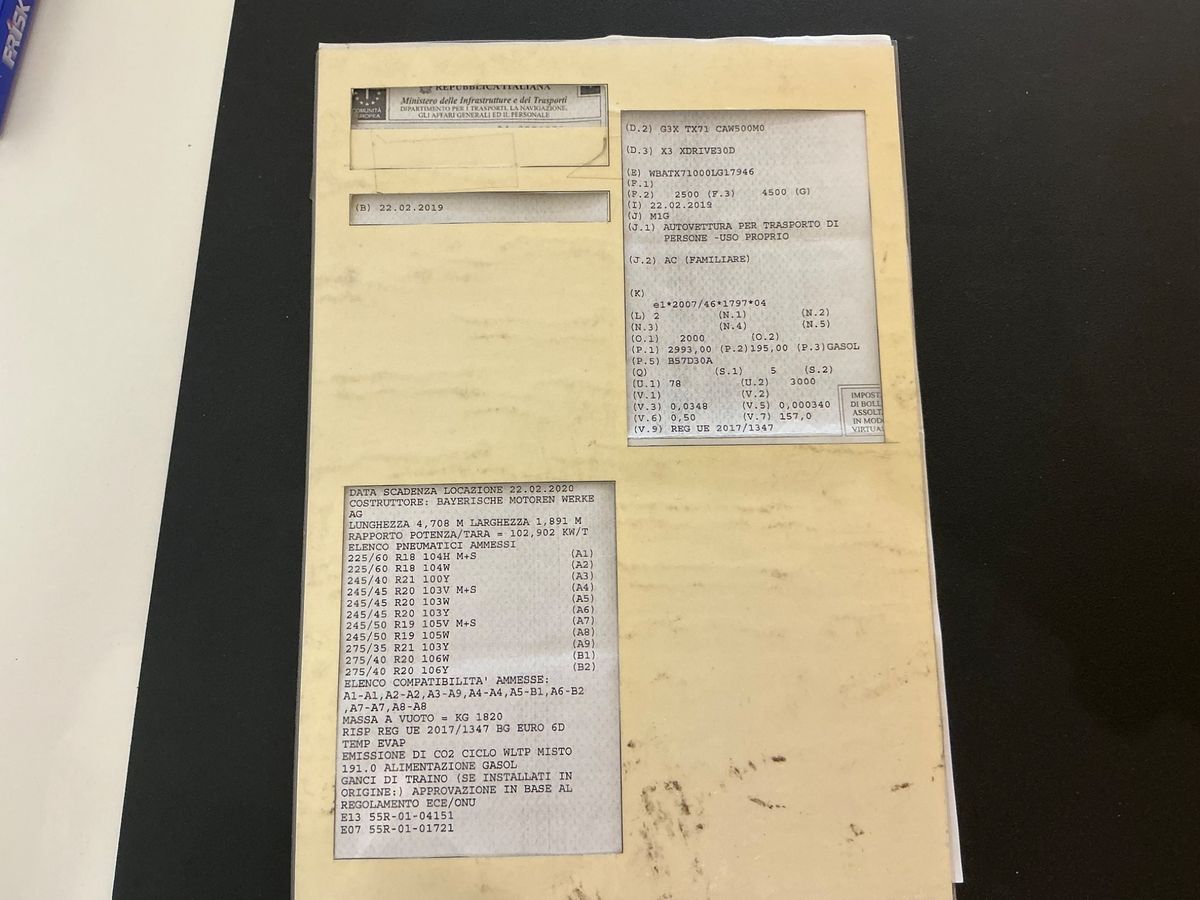 FRISK
REPUBBLICA ITALIANA
COMUNITÀ
EUROPEA
Ministero delle Infrastrutture e dei Trasporti
DIPARTIMENTO PER I TRASPORTI, LA NAVIGAZIONE,
GLI AFFARI GENERALI ED IL PERSONALE
(B) 22.02.2019
(D.2) G3X TX71 CAW500M0
(D.3) X3 XDRIVE30D
(E) WBATX71000LG17946
(F.1)
(F.2) 2500 (F.3) 4500 (G)
(I) 22.02.2019
(J) M1G
(J.1) AUTOVETTURA PER TRASPORTO DI
PERSONE -USO PROPRIO
(J.2) AC (FAMILIARE)
(K)
e1*2007/46*1797*04
(L) 2 (N.1) (N.2)
(N.3) (N.4) (N.5)
(O.1) 2000 (O.2)
(P.1) 2993,00 (P.2)195,00 (P.3)GASOL
(P.5) B57D30A
(Q) (S.1) 5 (S.2)
(U.1) 78 (U.2) 3000
(V.1) (V.2)
(V.3) 0,0348 (V.5) 0,000340
(V.6) 0,50 (V.7) 157,0
(V.9) REG UE 2017/1347
IMPOST
DI BOLL
ASSOLT
IN MOD
VIRTUA
DATA SCADENZA LOCAZIONE 22.02.2020
COSTRUTTORE: BAYERISCHE MOTOREN WERKE
AG
LUNGHEZZA 4,708 M LARGHEZZA 1,891 M
RAPPORTO POTENZA/TARA = 102,902 KW/T
ELENCO PNEUMATICI AMMESSI
225/60 R18 104H M+S (A1)
225/60 R18 104W (A2)
245/40 R21 100Y (A3)
245/45 R20 103V M+S (A4)
245/45 R20 103W (A5)
245/45 R20 103Y (A6)
245/50 R19 105V M+S (A7)
245/50 R19 105W (A8)
275/35 R21 103Y (A9)
275/40 R20 106W (B1)
275/40 R20 106Y (B2)
ELENCO COMPATIBILITA' AMMESSE:
A1-A1,A2-A2,A3-A9,A4-A4,A5-B1,A6-B2
,A7-A7,A8-A8
MASSA A VUOTO = KG 1820
RISP REG UE 2017/1347 BG EURO 6D
TEMP EVAP
EMISSIONE DI CO2 CICLO WLTP MISTO
191.0 ALIMENTAZIONE GASOL
GANCI DI TRAINO (SE INSTALLATI IN
ORIGINE:) APPROVAZIONE IN BASE AL
REGOLAMENTO ECE/ONU
E13 55R-01-04151
E07 55R-01-01721